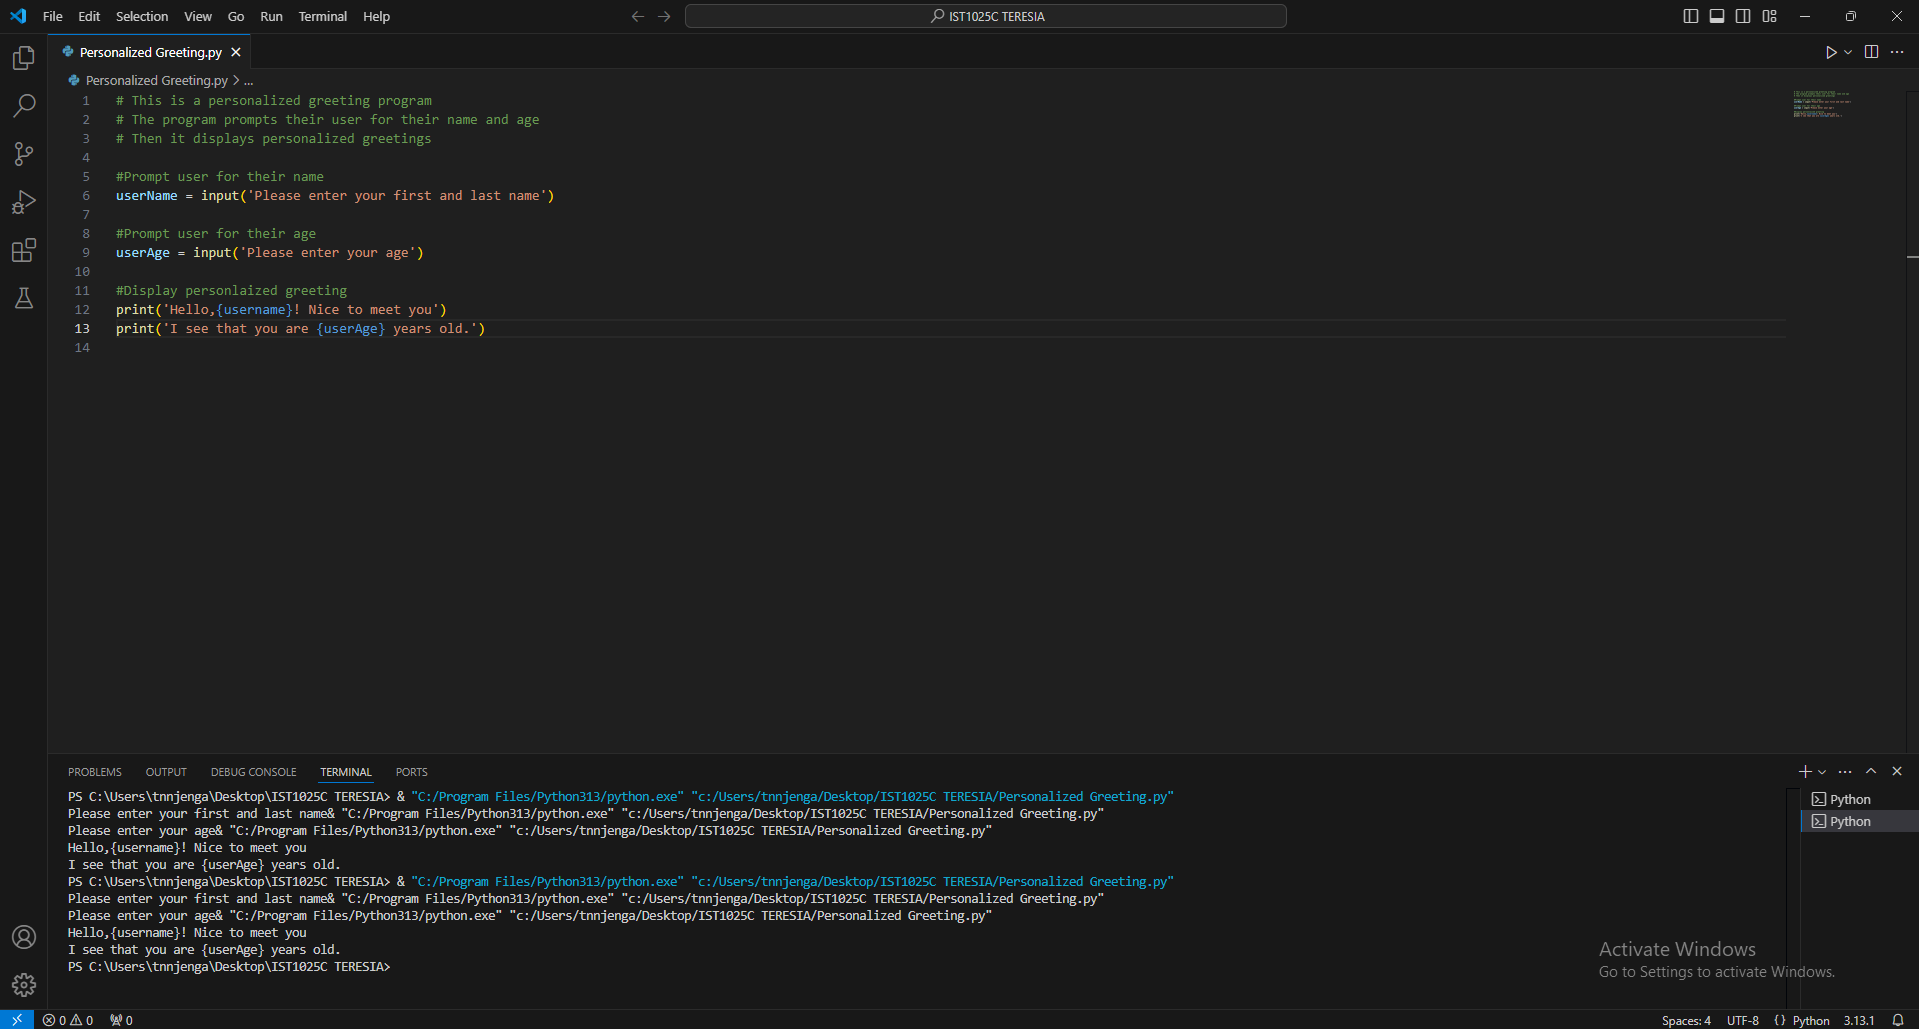 File Edit Selection View Go Run Terminal Help IST1025C TERESIA
Personalized Greeting.py
Personalized Greeting.py > ...
1 # This is a personalized greeting program
2 # The program prompts their user for their name and age
3 # Then it displays personalized greetings
4
5 #Prompt user for their name
6 userName = input('Please enter your first and last name')
7
8 #Prompt user for their age
9 userAge = input('Please enter your age')
10
11 #Display personlaized greeting
12 print('Hello,{username}! Nice to meet you')
13 print('I see that you are {userAge} years old.')
14
PROBLEMS OUTPUT DEBUG CONSOLE TERMINAL PORTS
PS C:\Users\tnnjenga\Desktop\IST1025C TERESIA> & "C:/Program Files/Python313/python.exe" "c:/Users/tnnjenga/Desktop/IST1025C TERESIA/Personalized Greeting.py"
Please enter your first and last name& "C:/Program Files/Python313/python.exe" "c:/Users/tnnjenga/Desktop/IST1025C TERESIA/Personalized Greeting.py"
Please enter your age& "C:/Program Files/Python313/python.exe" "c:/Users/tnnjenga/Desktop/IST1025C TERESIA/Personalized Greeting.py"
Hello,{username}! Nice to meet you
I see that you are {userAge} years old.
PS C:\Users\tnnjenga\Desktop\IST1025C TERESIA> & "C:/Program Files/Python313/python.exe" "c:/Users/tnnjenga/Desktop/IST1025C TERESIA/Personalized Greeting.py"
Please enter your first and last name& "C:/Program Files/Python313/python.exe" "c:/Users/tnnjenga/Desktop/IST1025C TERESIA/Personalized Greeting.py"
Please enter your age& "C:/Program Files/Python313/python.exe" "c:/Users/tnnjenga/Desktop/IST1025C TERESIA/Personalized Greeting.py"
Hello,{username}! Nice to meet you
I see that you are {userAge} years old.
PS C:\Users\tnnjenga\Desktop\IST1025C TERESIA>
Python
Python
Activate Windows
Go to Settings to activate Windows.
0 0 0 Spaces: 4 UTF-8 {} Python 3.13.1